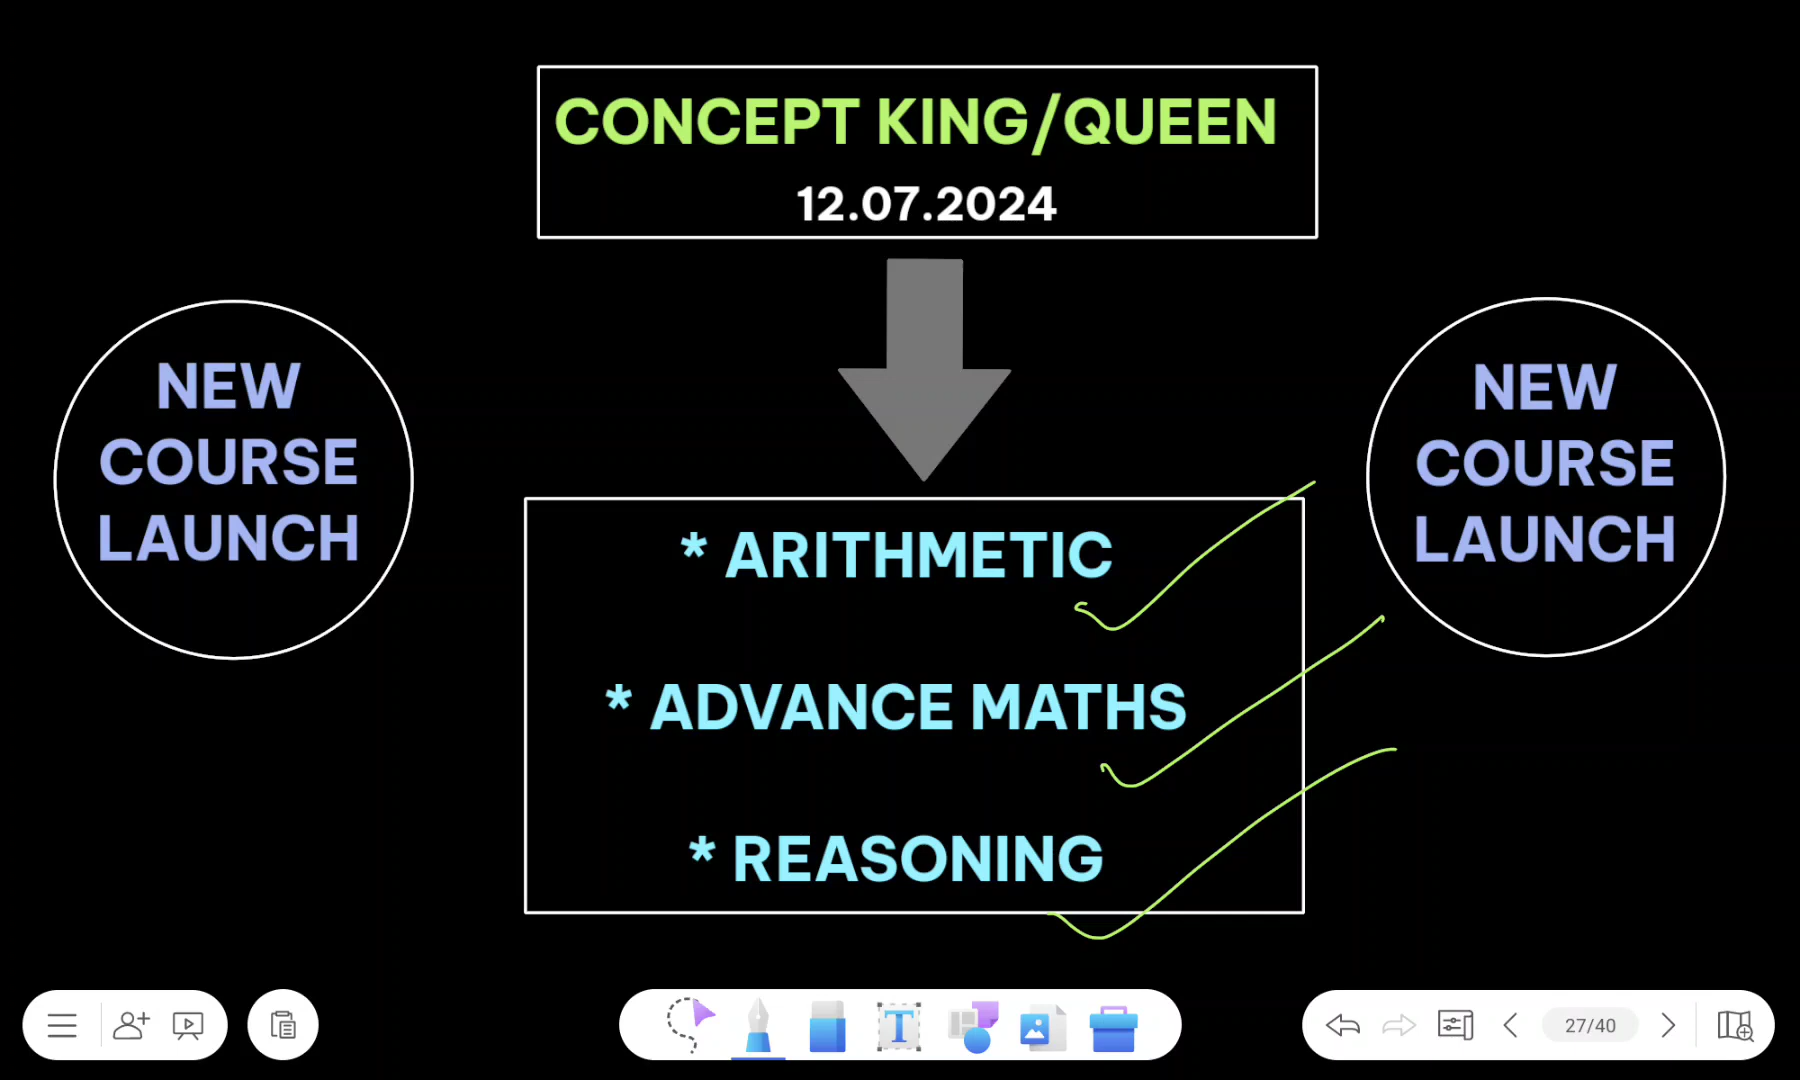 CONCEPT KING/QUEEN
12.07.2024
NEW
COURSE
LAUNCH
NEW
COURSE
LAUNCH
* ARITHMETIC
* ADVANCE MATHS
* REASONING
T
27/40